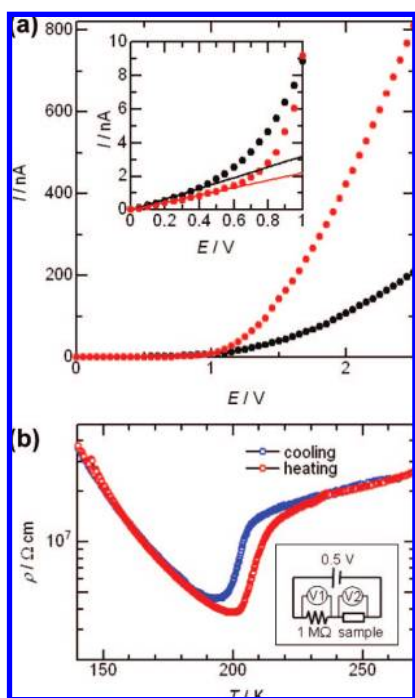 (a)
800
600
400
200
0
I / nA
10
8
6
4
2
0
I / nA
0 0.2 0.4 0.6 0.8 1
E / V
0 1 2
E / V
(b)
10⁷
ρ / Ω cm
cooling
heating
0.5 V
V1 V2
1 MΩ sample
150 200 250
T / K